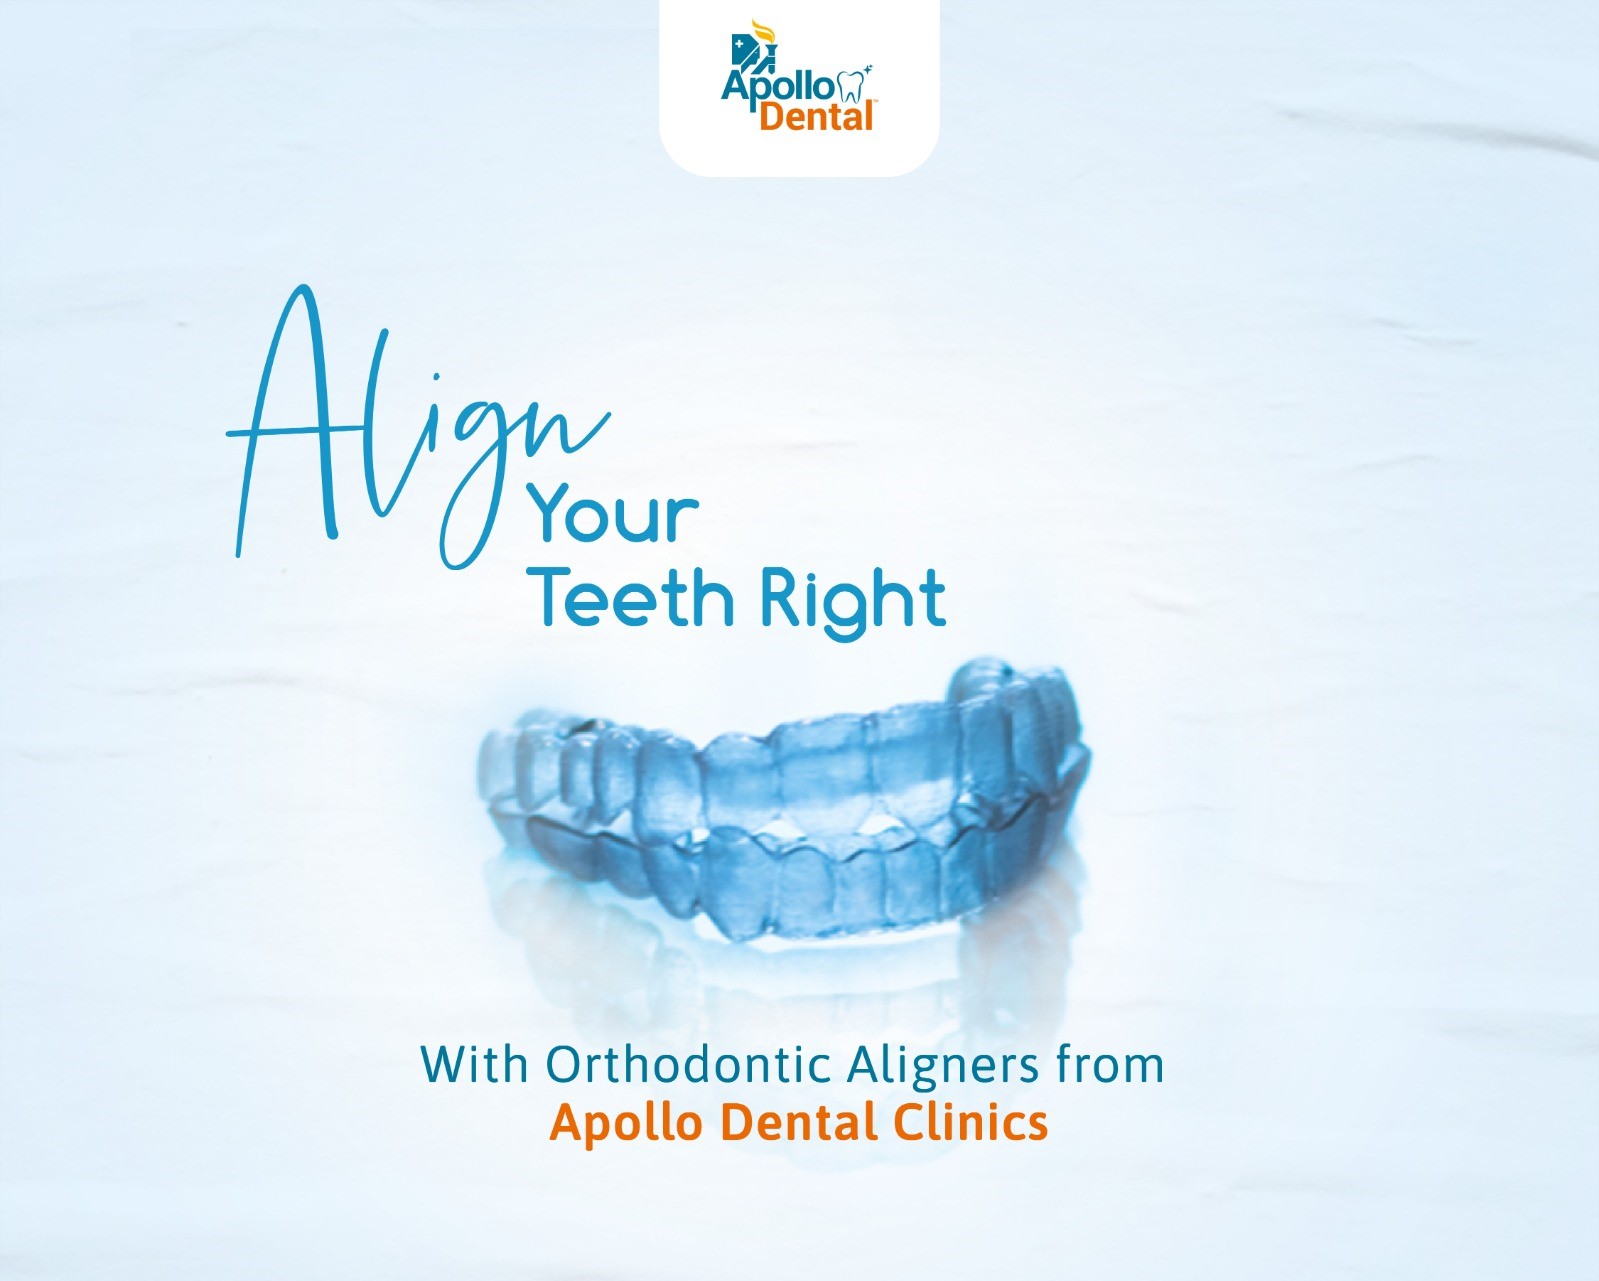 Apollo
Dental
Align
Your
Teeth Right
With Orthodontic Aligners from
Apollo Dental Clinics